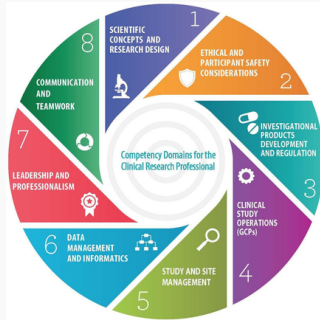 1
SCIENTIFIC
CONCEPTS AND
RESEARCH DESIGN
ETHICAL AND
PARTICIPANT SAFETY
CONSIDERATIONS
2
INVESTIGATIONAL
PRODUCTS
DEVELOPMENT
AND REGULATION
3
CLINICAL
STUDY
OPERATIONS
(GCPs)
4
STUDY AND SITE
MANAGEMENT
5
6
DATA
MANAGEMENT
AND INFORMATICS
7
LEADERSHIP AND
PROFESSIONALISM
8
COMMUNICATION
AND
TEAMWORK
Competency Domains for the
Clinical Research Professional